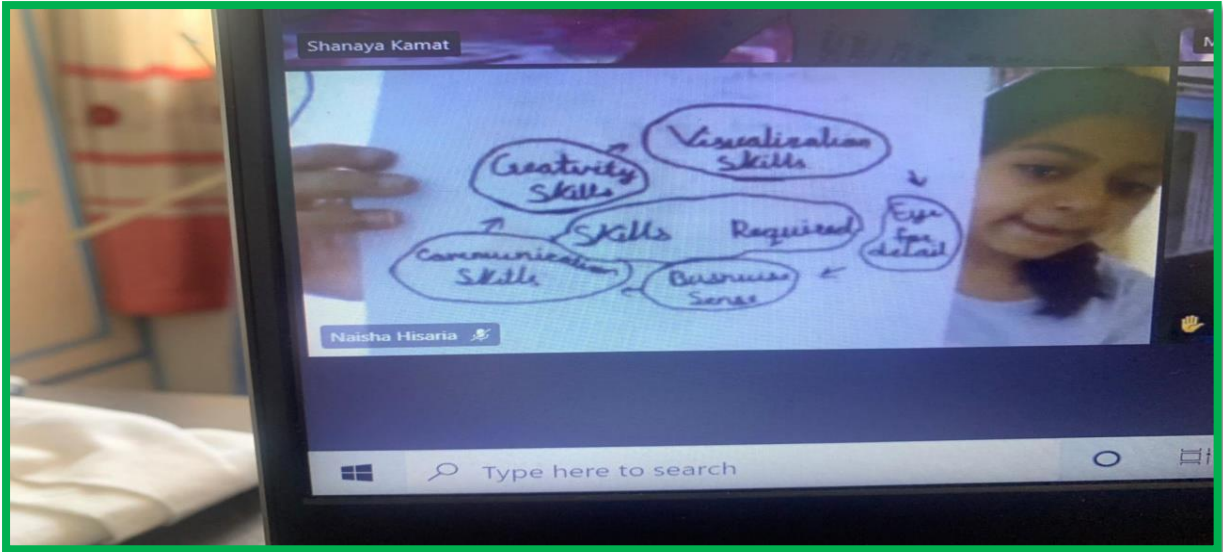 Shanaya Kamat
Visualization
Skills
Creativity
Skills
Eye
for
detail
Skills Required
Communication
Skills
Business
Sense
Naisha Hisaria
Type here to search